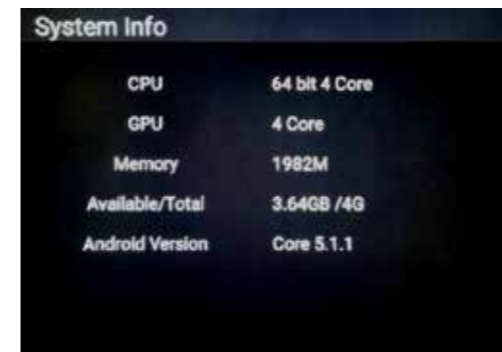 System Info
CPU 64 bit 4 Core
GPU 4 Core
Memory 1982M
Available/Total 3.64GB /4G
Android Version Core 5.1.1